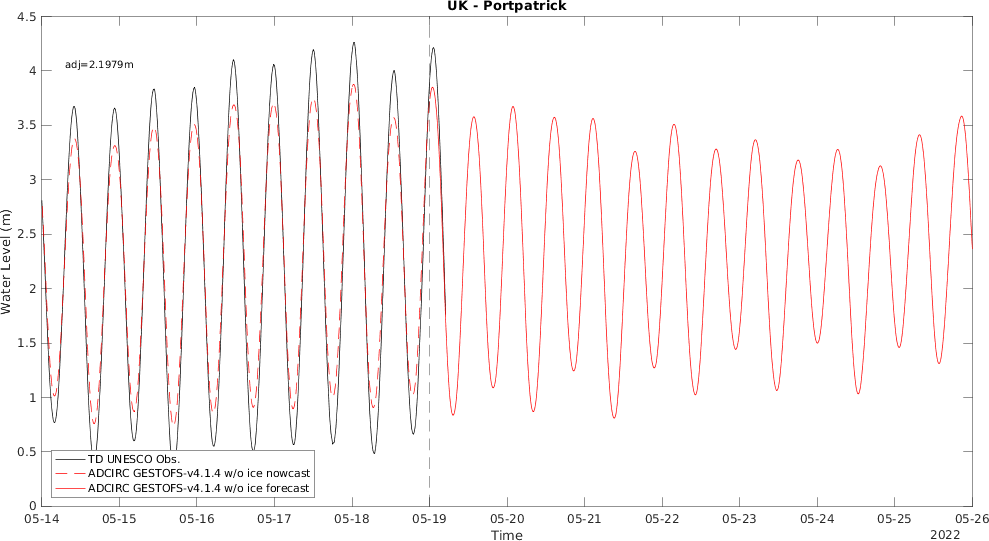 UK - Portpatrick
4.5
4
3.5
3
2.5
2
1.5
1
0.5
0
Water Level (m)
adj=2.1979m
TD UNESCO Obs.
ADCIRC GESTOFS-v4.1.4 w/o ice nowcast
ADCIRC GESTOFS-v4.1.4 w/o ice forecast
05-14 05-15 05-16 05-17 05-18 05-19 05-20 05-21 05-22 05-23 05-24 05-25 05-26
Time
2022